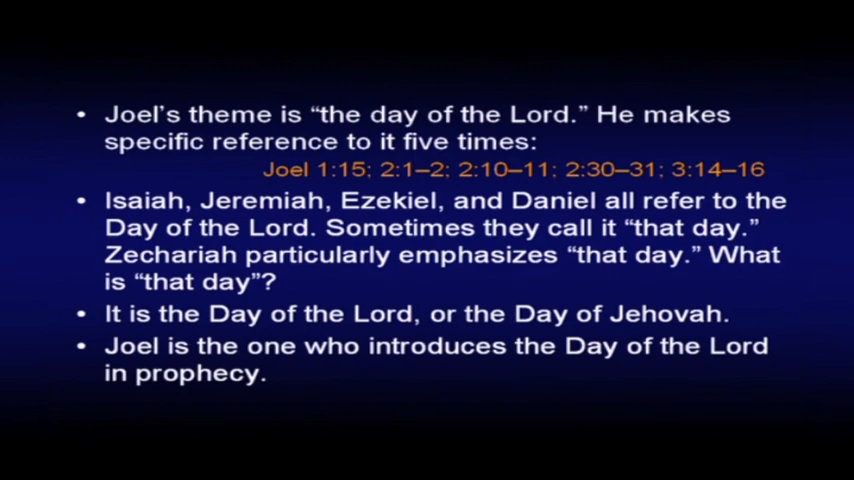 • Joel's theme is “the day of the Lord.” He makes
specific reference to it five times:
Joel 1:15; 2:1–2; 2:10–11; 2:30–31; 3:14–16
• Isaiah, Jeremiah, Ezekiel, and Daniel all refer to the
Day of the Lord. Sometimes they call it “that day.”
Zechariah particularly emphasizes “that day.” What
is “that day”?
• It is the Day of the Lord, or the Day of Jehovah.
• Joel is the one who introduces the Day of the Lord
in prophecy.